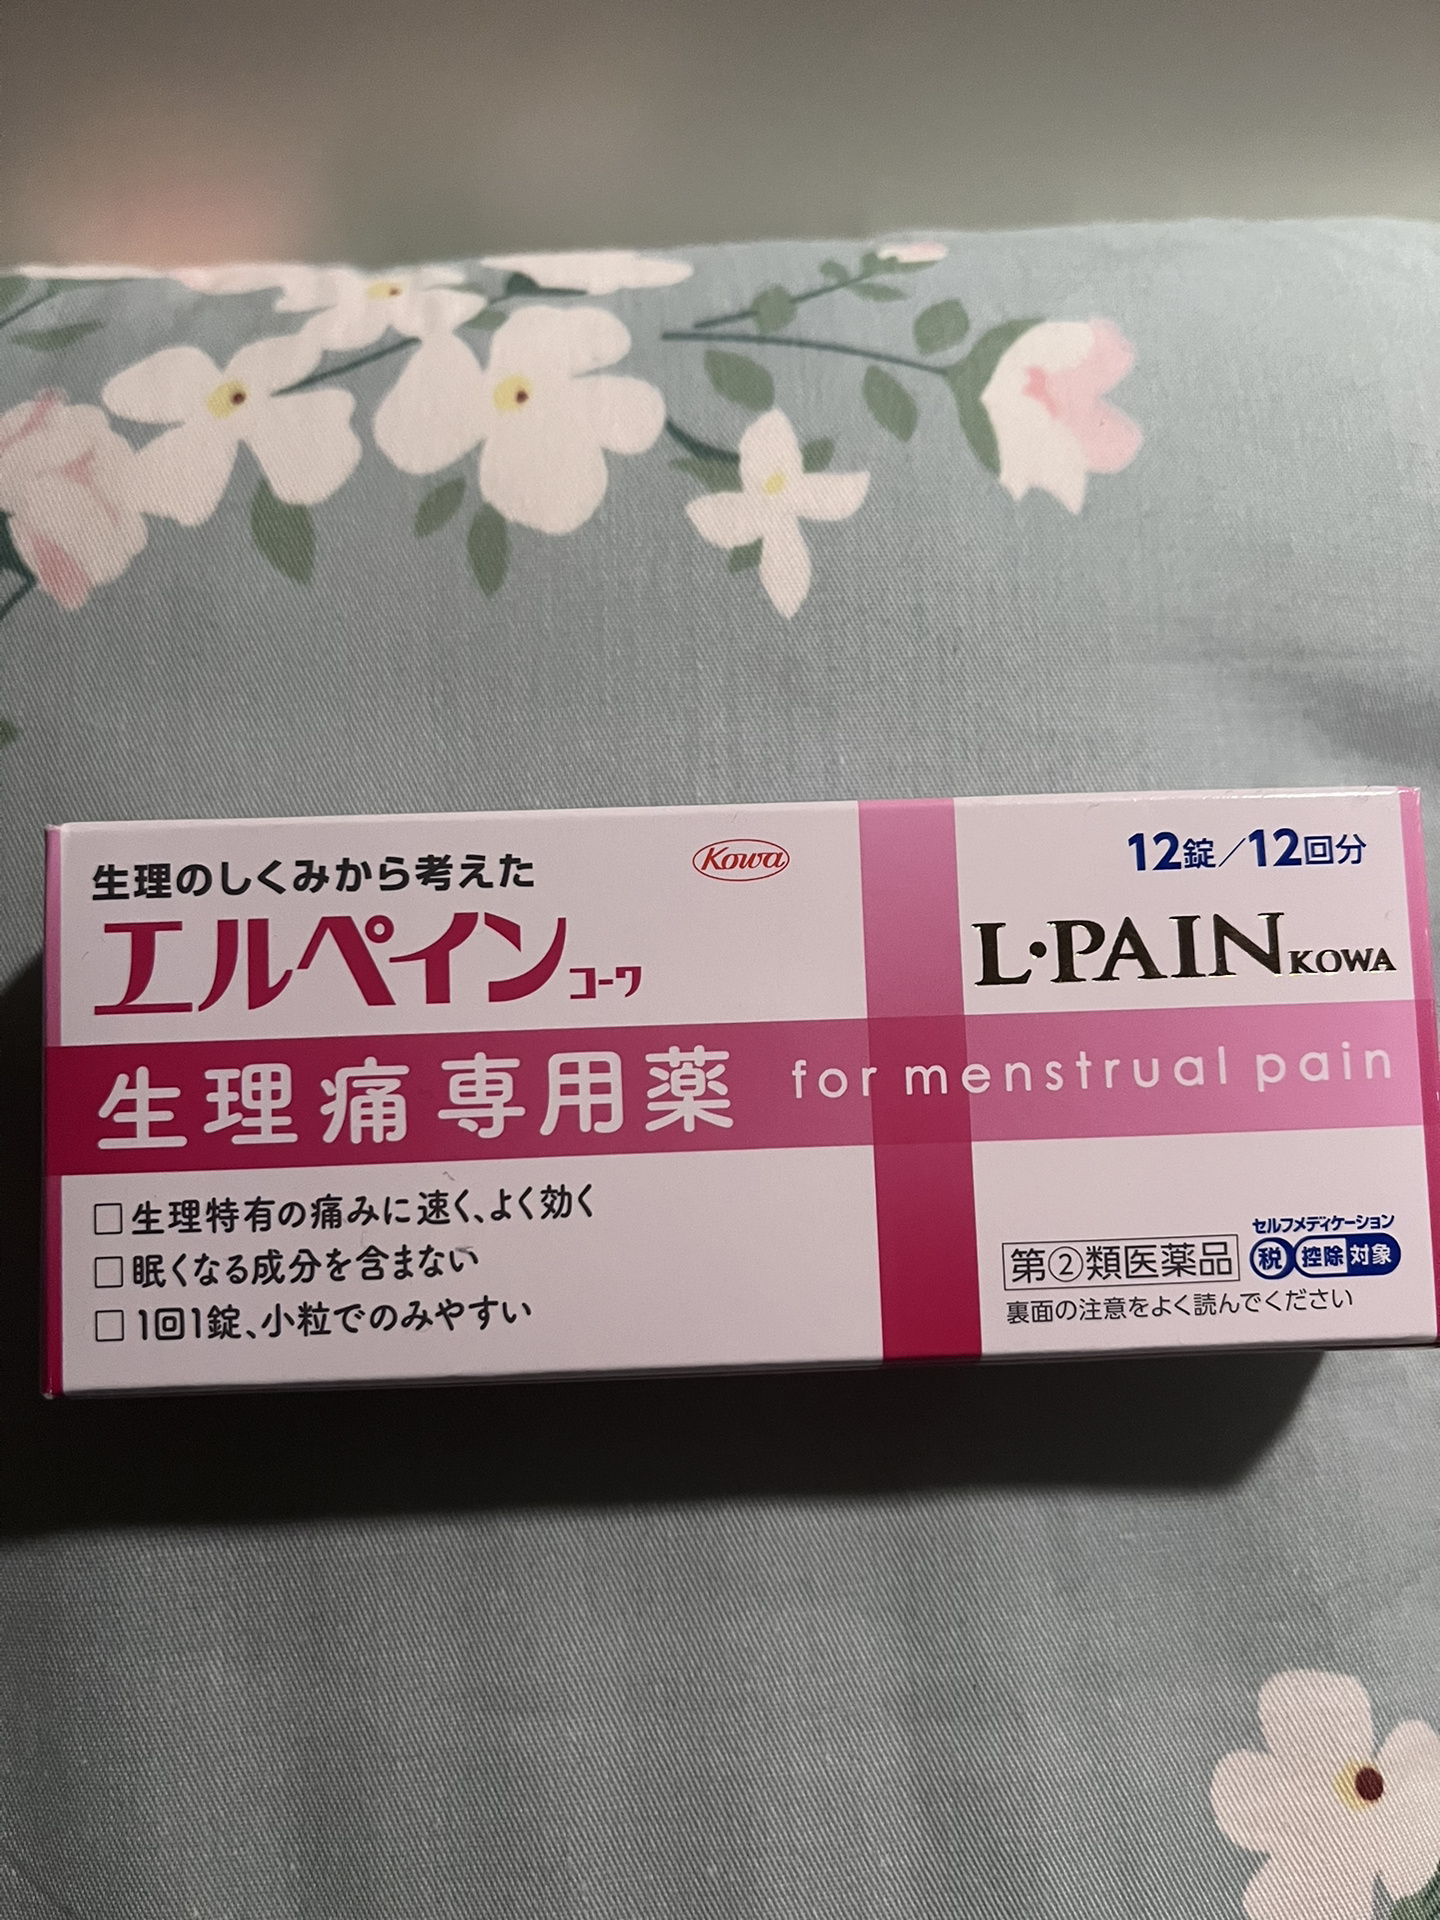 生理のしくみから考えた
Kowa
12錠／12回分
エルペインコーワ
L・PAIN KOWA
生理痛専用薬 for menstrual pain
□生理特有の痛みに速く、よく効く
□眠くなる成分を含まない
□1回1錠、小粒でのみやすい
第②類医薬品
セルフメディケーション
税 控除 対象
裏面の注意をよく読んでください